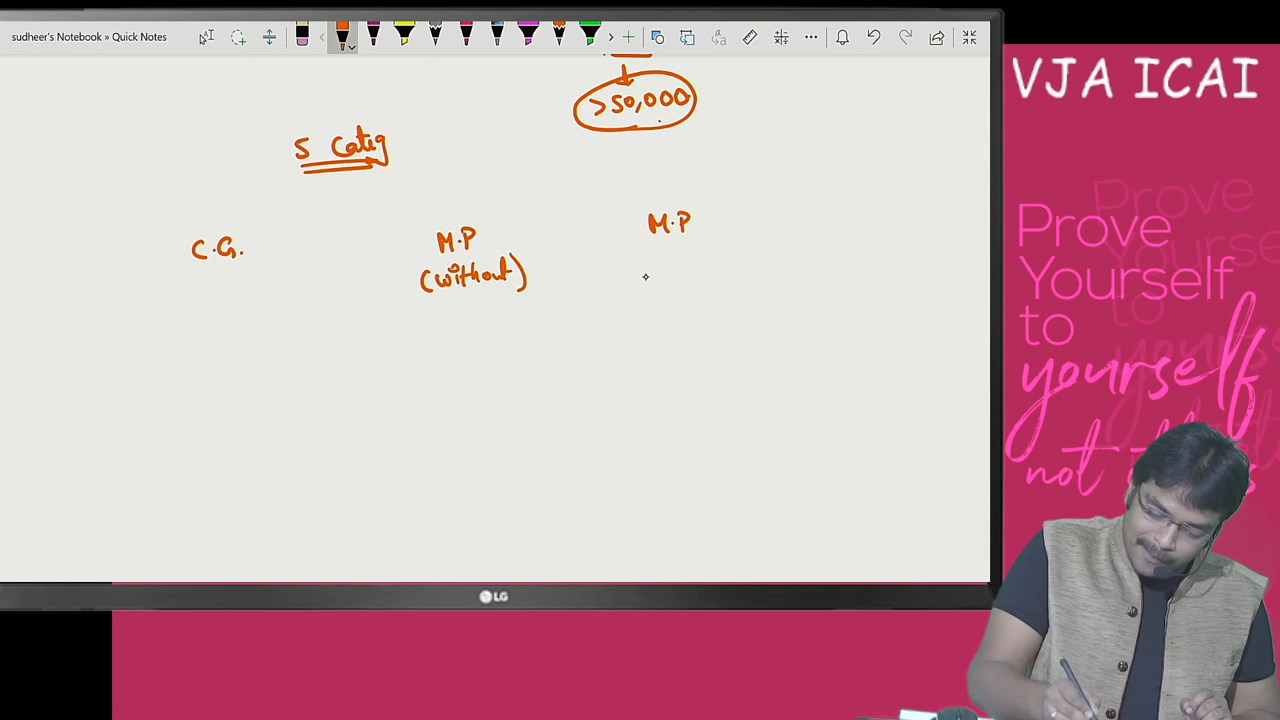 sudheer's Notebook » Quick Notes
>50,000
5 Categ
C.G.
M.P
(without)
M.P
LG
VJA ICAI
Prove
Yourself
to
yourself
not